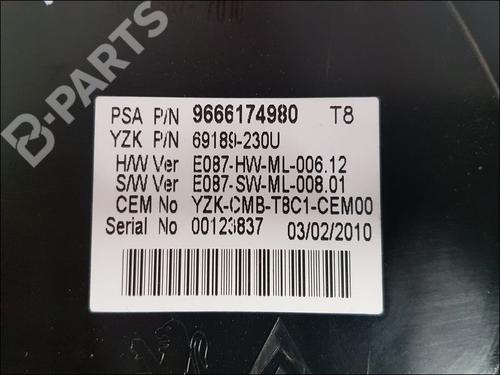 B-PARTS
PSA P/N 9666174980 T8
YZK P/N 69189-230U
H/W Ver E087-HW-ML-006.12
S/W Ver E087-SW-ML-008.01
CEM No YZK-CMB-T8C1-CEM00
Serial No 00123837 03/02/2010